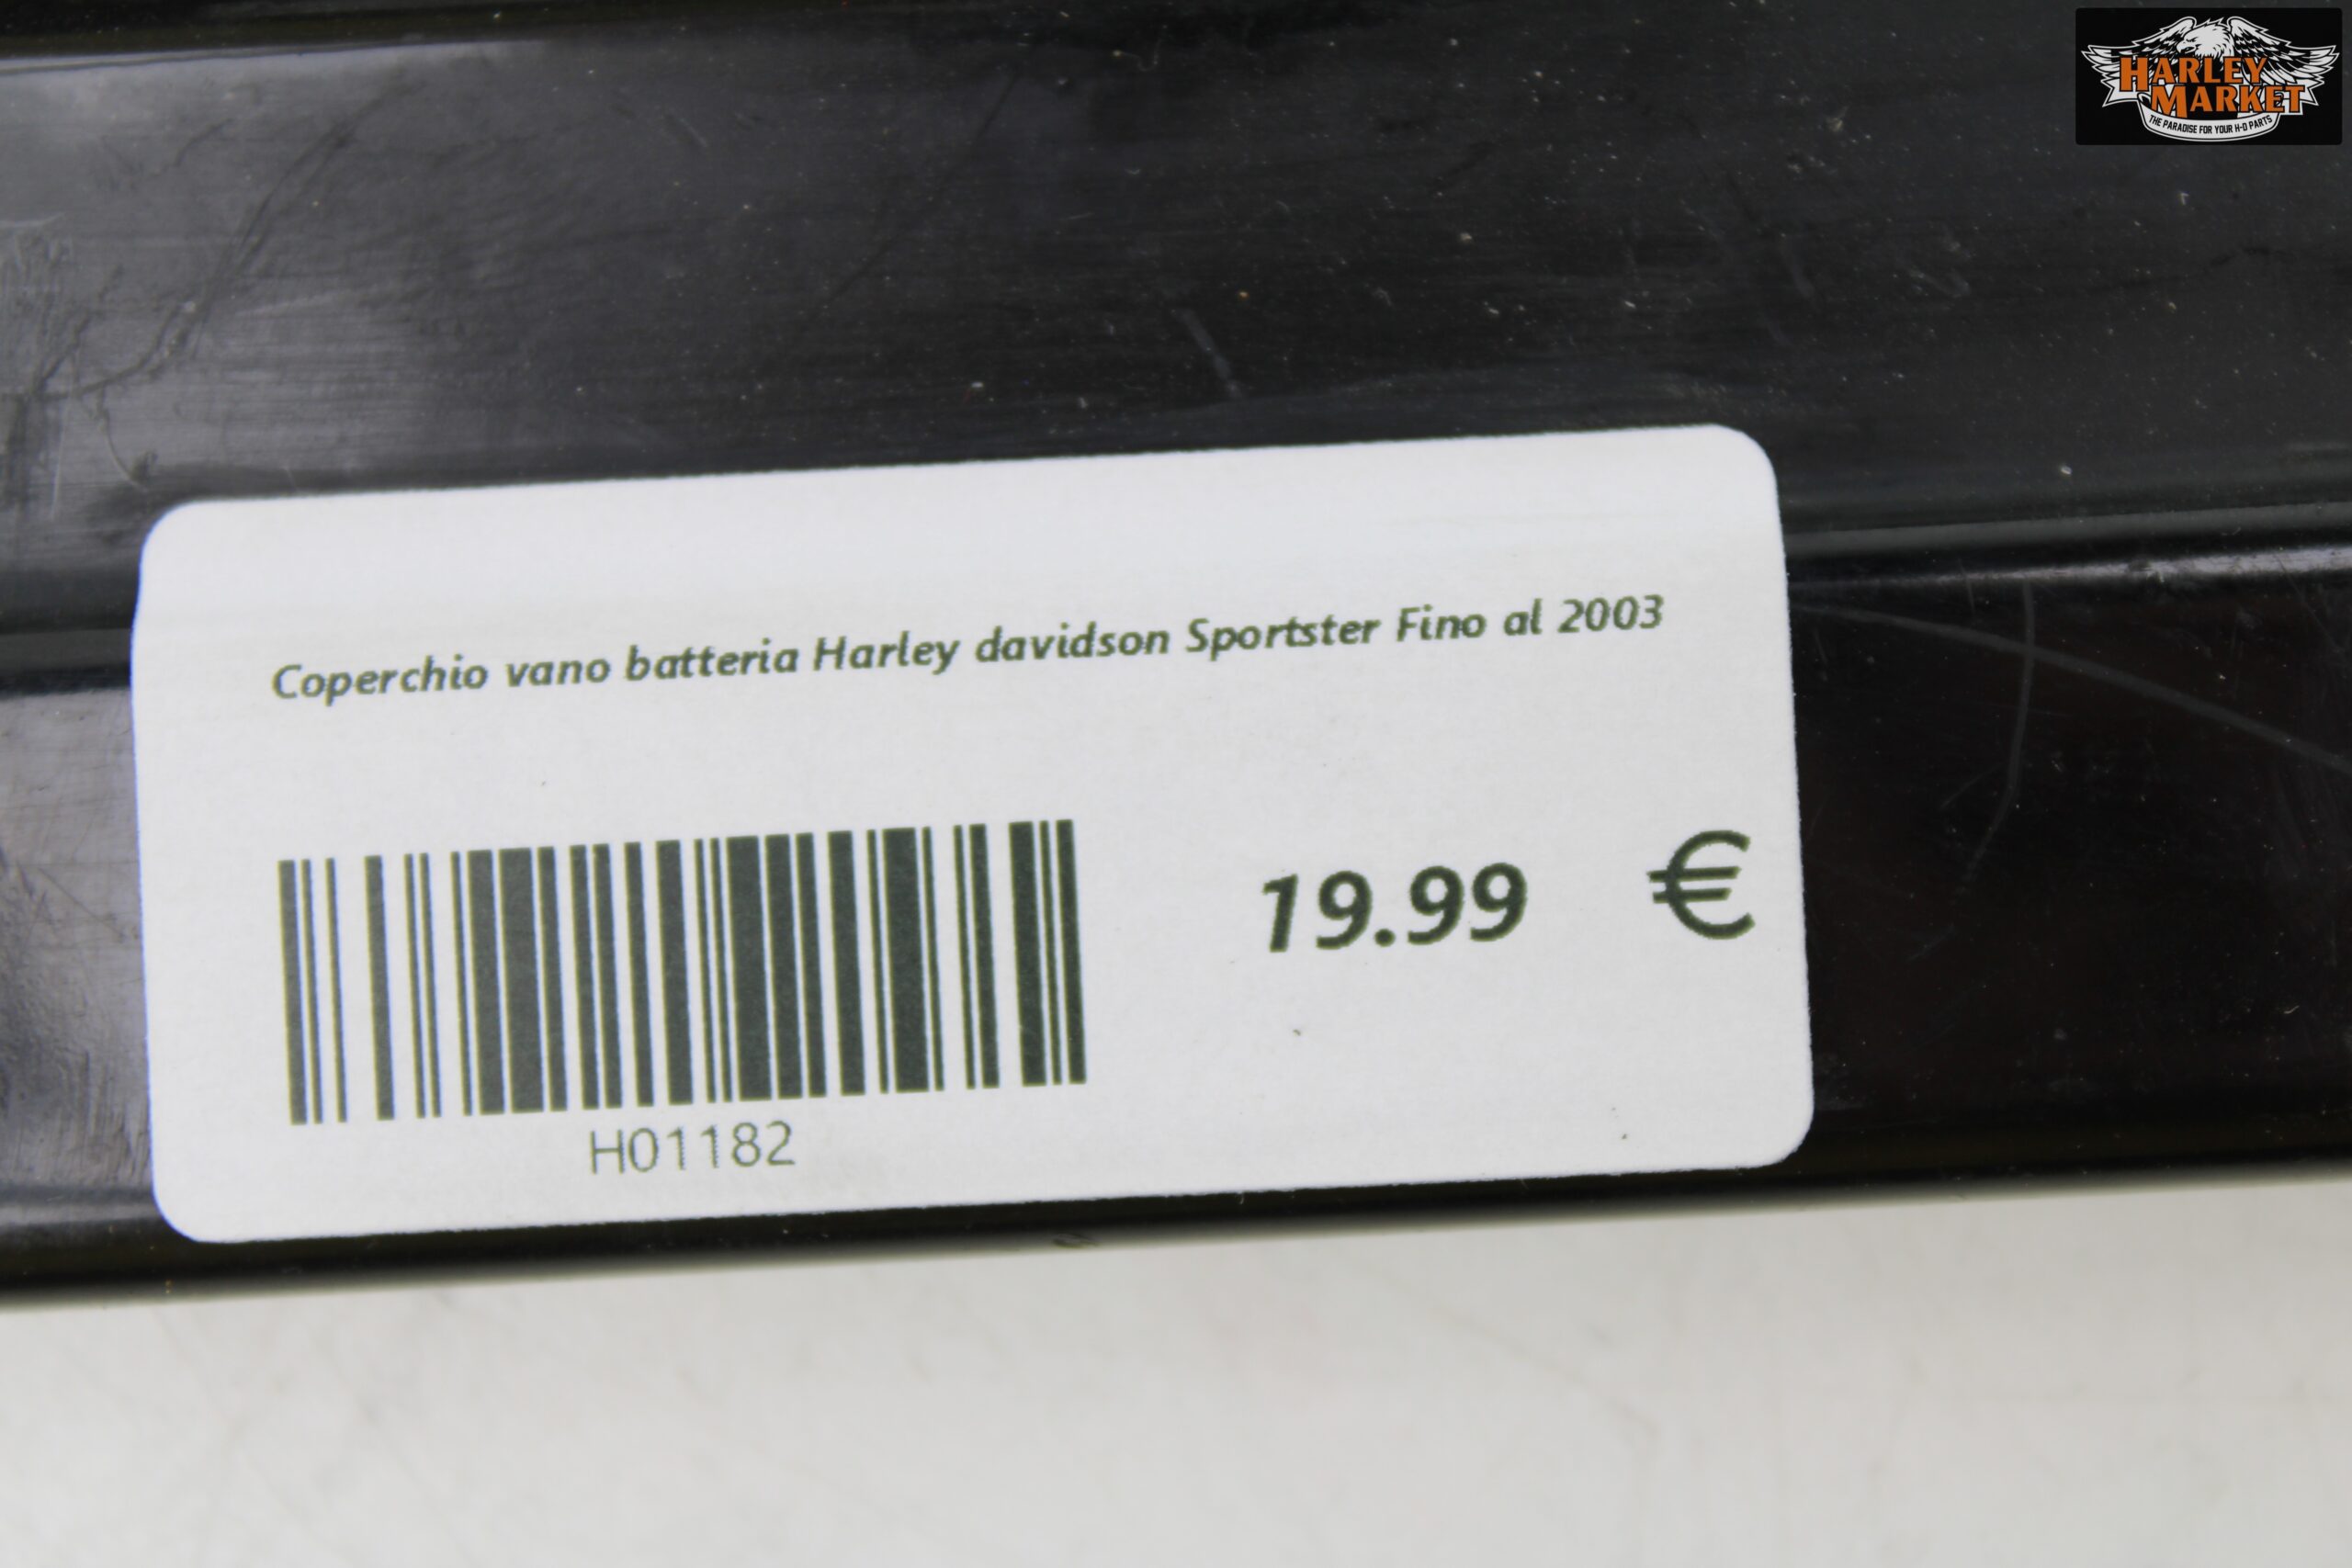 HARLEY
MARKET
THE PARADISE FOR YOUR H-D PARTS
Coperchio vano batteria Harley davidson Sportster Fino al 2003
19.99 €
H01182